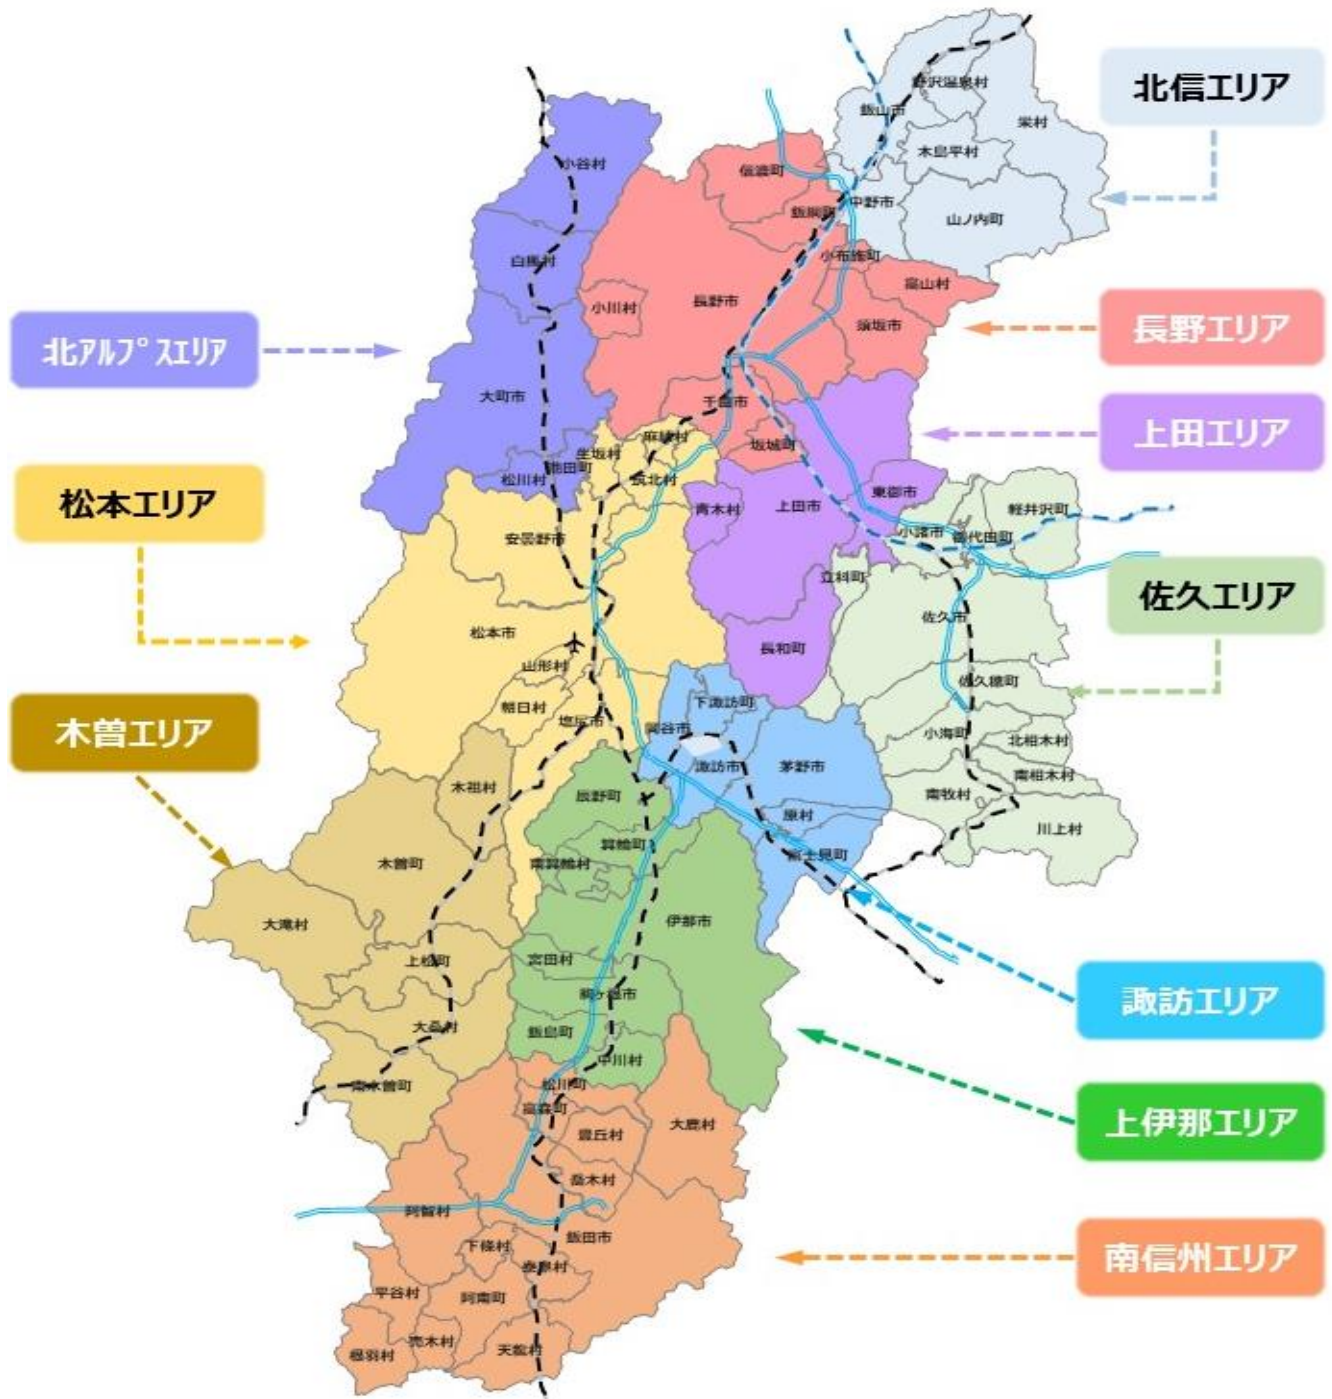 北信エリア
野沢温泉村
飯山市
栄村
木島平村
小谷村
信濃町
中野市
飯綱町
山ノ内町
白馬村
小布施町
高山村
長野市
小川村
須坂市
長野エリア
北アルプスエリア
大町市
千曲市
上田エリア
麻績村
坂城町
生坂村
池田町
松川村
筑北村
松本エリア
青木村
上田市
東御市
軽井沢町
安曇野市
小諸市
御代田町
立科町
佐久エリア
佐久市
松本市
長和町
山形村
佐久穂町
下諏訪町
朝日村
塩尻市
岡谷市
木曽エリア
小海町
北相木村
諏訪市
茅野市
南相木村
木祖村
辰野町
南牧村
原村
川上村
箕輪町
富士見町
木曽町
南箕輪村
大滝村
伊那市
上松町
宮田村
駒ヶ根市
諏訪エリア
大桑村
飯島町
中川村
南木曽町
松川町
高森町
大鹿村
上伊那エリア
豊丘村
喬木村
阿智村
飯田市
下條村
南信州エリア
泰阜村
平谷村
阿南町
売木村
天龍村
根羽村